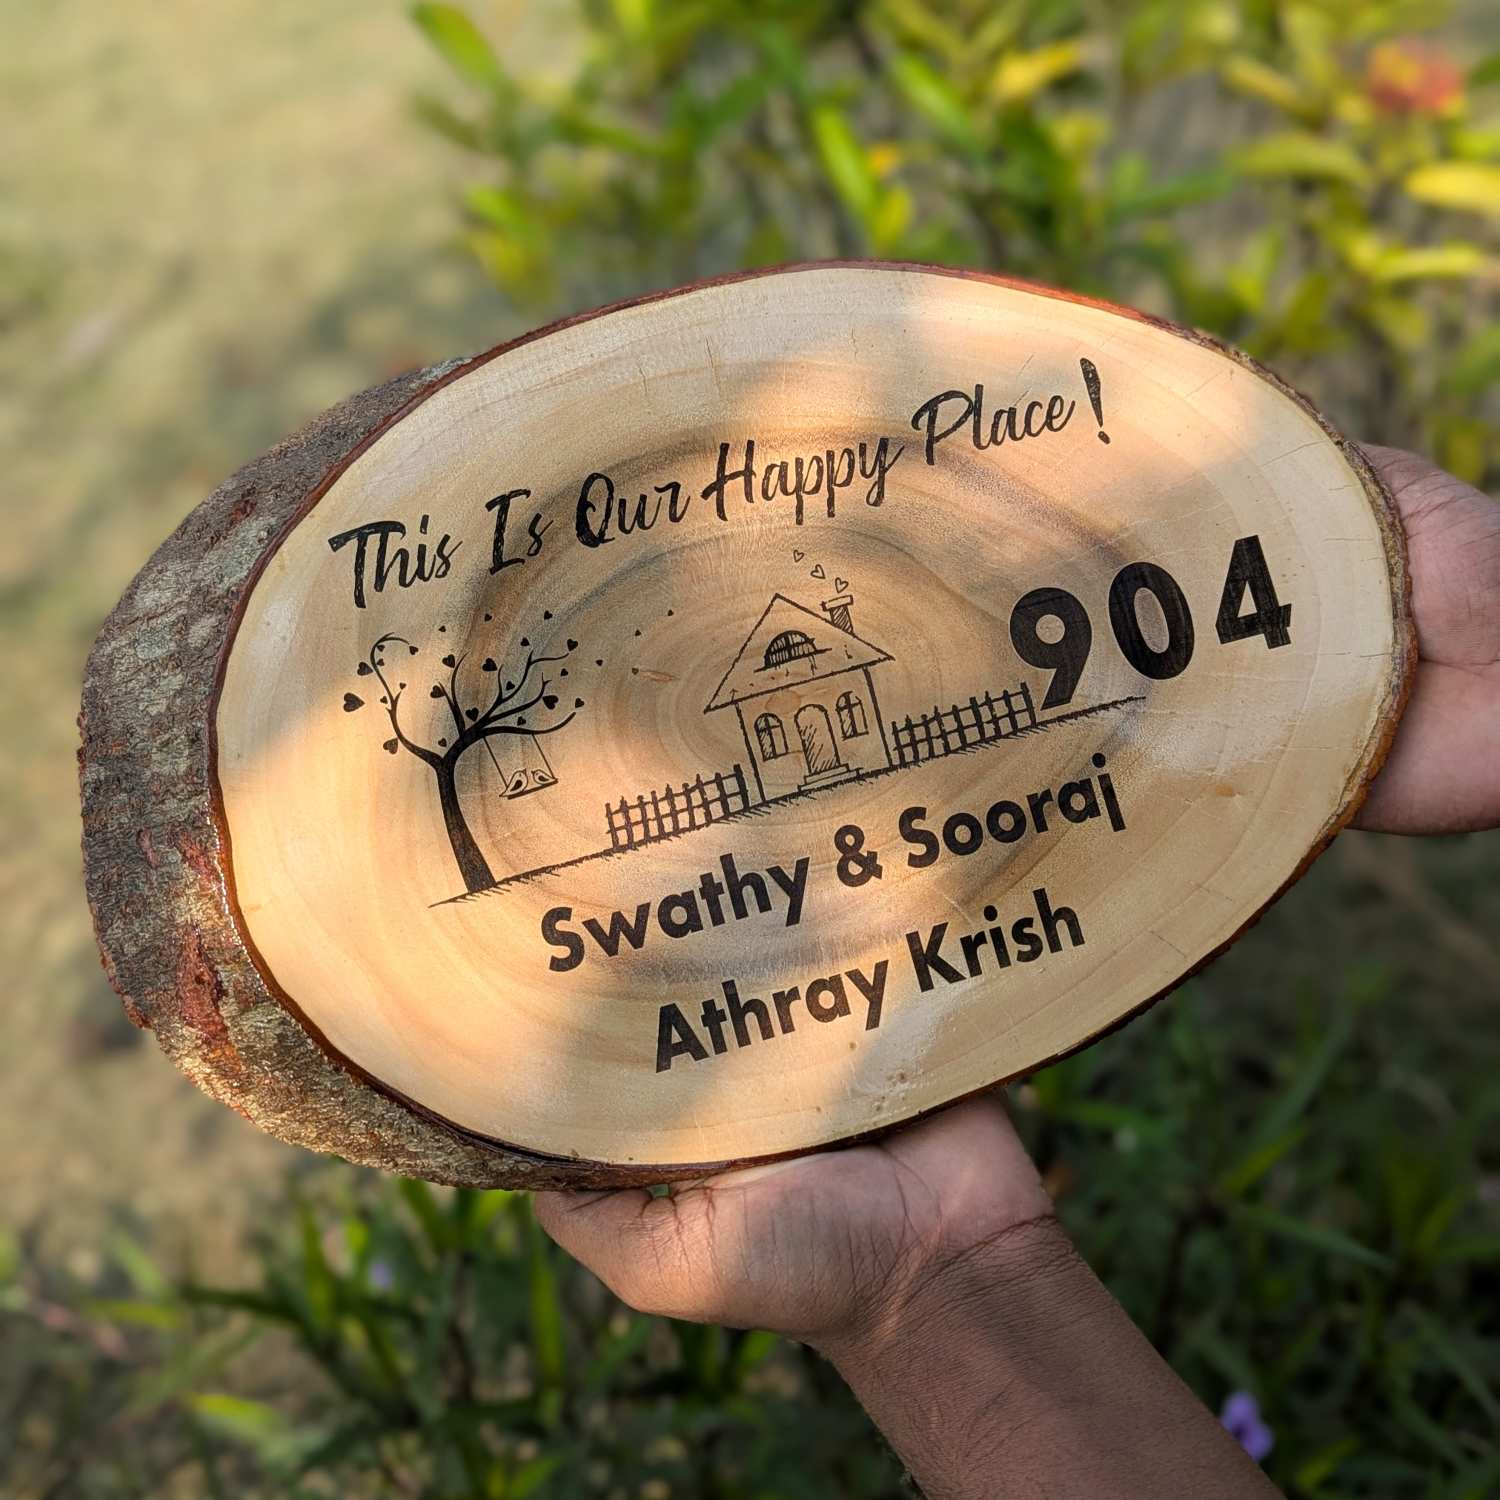 This Is Our Happy Place!
904
Swathy & Sooraj
Athray Krish